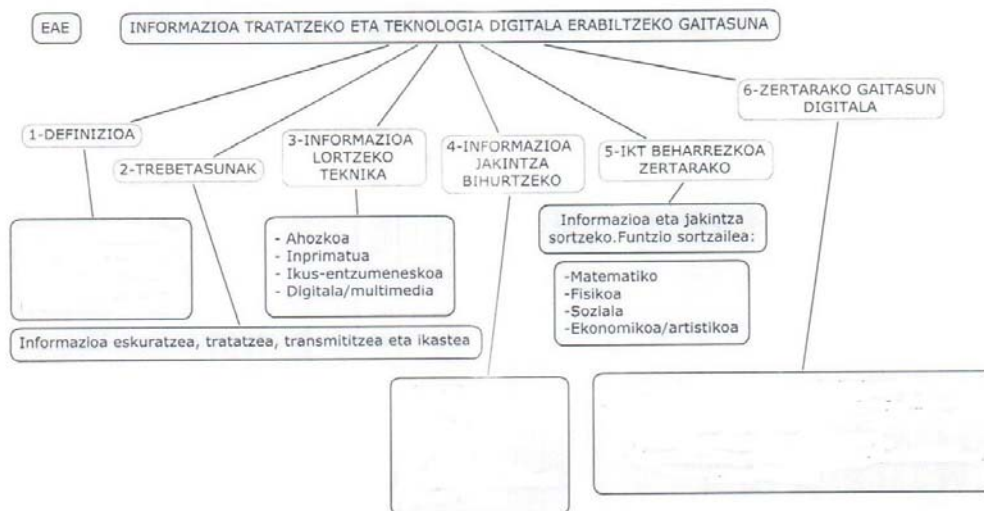 EAE
INFORMAZIOA TRATATZEKO ETA TEKNOLOGIA DIGITALA ERABILTZEKO GAITASUNA
1-DEFINIZIOA
2-TREBETASUNAK
Informazioa eskuratzea, tratatzea, transmititzea eta ikastea
3-INFORMAZIOA
LORTZEKO
TEKNIKA
- Ahozkoa
- Inprimatua
- Ikus-entzumeneskoa
- Digitala/multimedia
4-INFORMAZIOA
JAKINTZA
BIHURTZEKO
5-IKT BEHARREZKOA
ZERTARAKO
Informazioa eta jakintza
sortzeko.Funtzio sortzailea:
-Matematiko
-Fisikoa
-Soziala
-Ekonomikoa/artistikoa
6-ZERTARAKO GAITASUN
DIGITALA